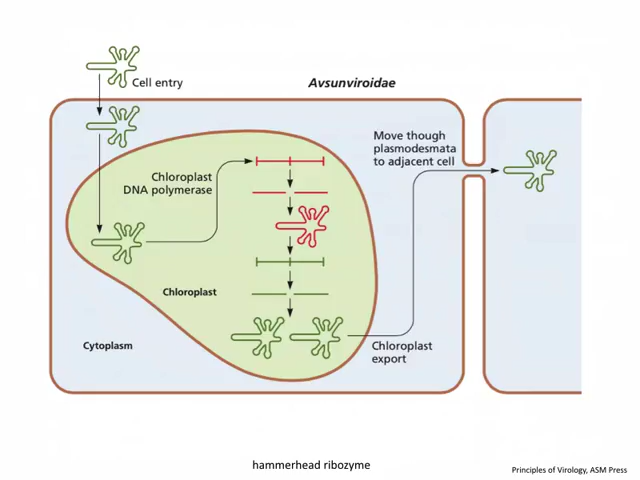 Cell entry
Avsunviroidae
Move though
plasmodesmata
to adjacent cell
Chloroplast
DNA polymerase
Chloroplast
Cytoplasm
Chloroplast
export
hammerhead ribozyme
Principles of Virology, ASM Press